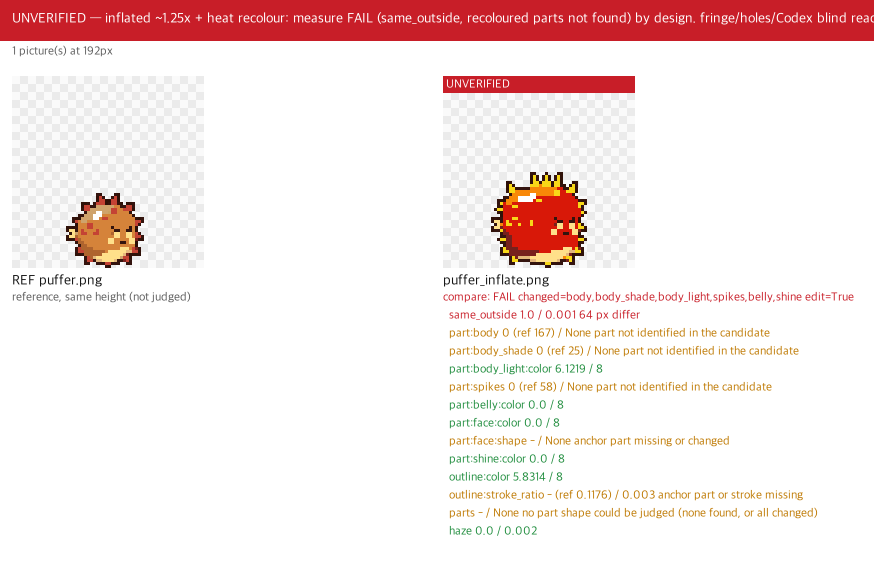 UNVERIFIED — inflated ~1.25x + heat recolour: measure FAIL (same_outside, recoloured parts not found) by design. fringe/holes/Codex blind
1 picture(s) at 192px
UNVERIFIED
REF puffer.png
reference, same height (not judged)
puffer_inflate.png
compare: FAIL changed=body,body_shade,body_light,spikes,belly,shine edit=True
same_outside 1.0 / 0.001 64 px differ
part:body 0 (ref 167) / None part not identified in the candidate
part:body_shade 0 (ref 25) / None part not identified in the candidate
part:body_light:color 6.1219 / 8
part:spikes 0 (ref 58) / None part not identified in the candidate
part:belly:color 0.0 / 8
part:face:color 0.0 / 8
part:face:shape – / None anchor part missing or changed
part:shine:color 0.0 / 8
outline:color 5.8314 / 8
outline:stroke_ratio – (ref 0.1176) / 0.003 anchor part or stroke missing
parts – / None no part shape could be judged (none found, or all changed)
haze 0.0 / 0.002